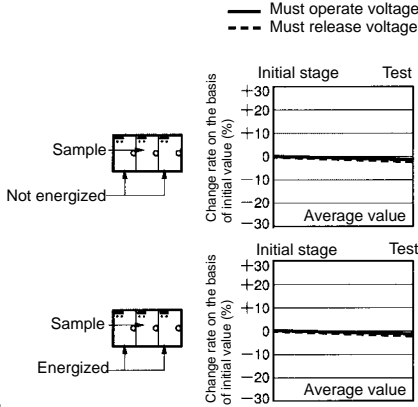 Must operate voltage
Must release voltage
Initial stage Test
Change rate on the basis
of initial value (%)
+30
+20
+10
0
−10
−20
−30
Average value
Sample
Not energized
Initial stage Test
Change rate on the basis
of initial value (%)
+30
+20
+10
0
−10
−20
−30
Average value
Sample
Energized